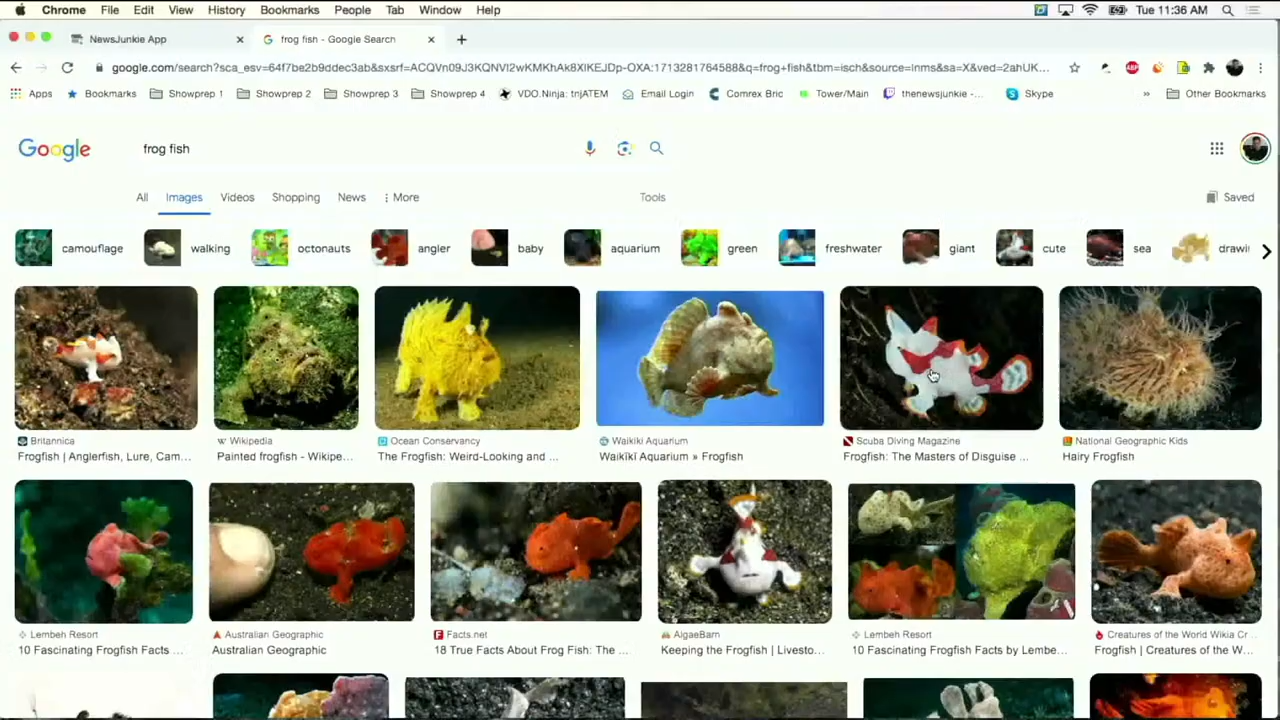 Chrome File Edit View History Bookmarks People Tab Window Help Tue 11:36 AM
NewsJunkie App frog fish - Google Search
google.com/search?sca_esv=64f7be2b9ddec3ab&sxsrf=ACQVn09J3KQNVI2wKMKhAk8XIKEJDp-OXA:1713281764588&q=frog+fish&tbm=isch&source=lnms&sa=X&ved=2ahUK...
Apps Bookmarks Showprep 1 Showprep 2 Showprep 3 Showprep 4 VDO.Ninja: tnjATEM Email Login Comrex Bric Tower/Main thenewsjunkie -... Skype » Other Bookmarks
Google frog fish
All Images Videos Shopping News More Tools Saved
camouflage walking octonauts angler baby aquarium green freshwater giant cute sea drawi
Britannica Wikipedia Ocean Conservancy Waikiki Aquarium Scuba Diving Magazine National Geographic Kids
Frogfish | Anglerfish, Lure, Cam... Painted frogfish - Wikipe... The Frogfish: Weird-Looking and ... Waikīkī Aquarium » Frogfish Frogfish: The Masters of Disguise ... Hairy Frogfish
Lembeh Resort Australian Geographic Facts.net AlgaeBarn Lembeh Resort Creatures of the World Wikia Cr...
10 Fascinating Frogfish Facts ... Australian Geographic 18 True Facts About Frog Fish: The ... Keeping the Frogfish | Livesto... 10 Fascinating Frogfish Facts by Lembe... Frogfish | Creatures of the W...